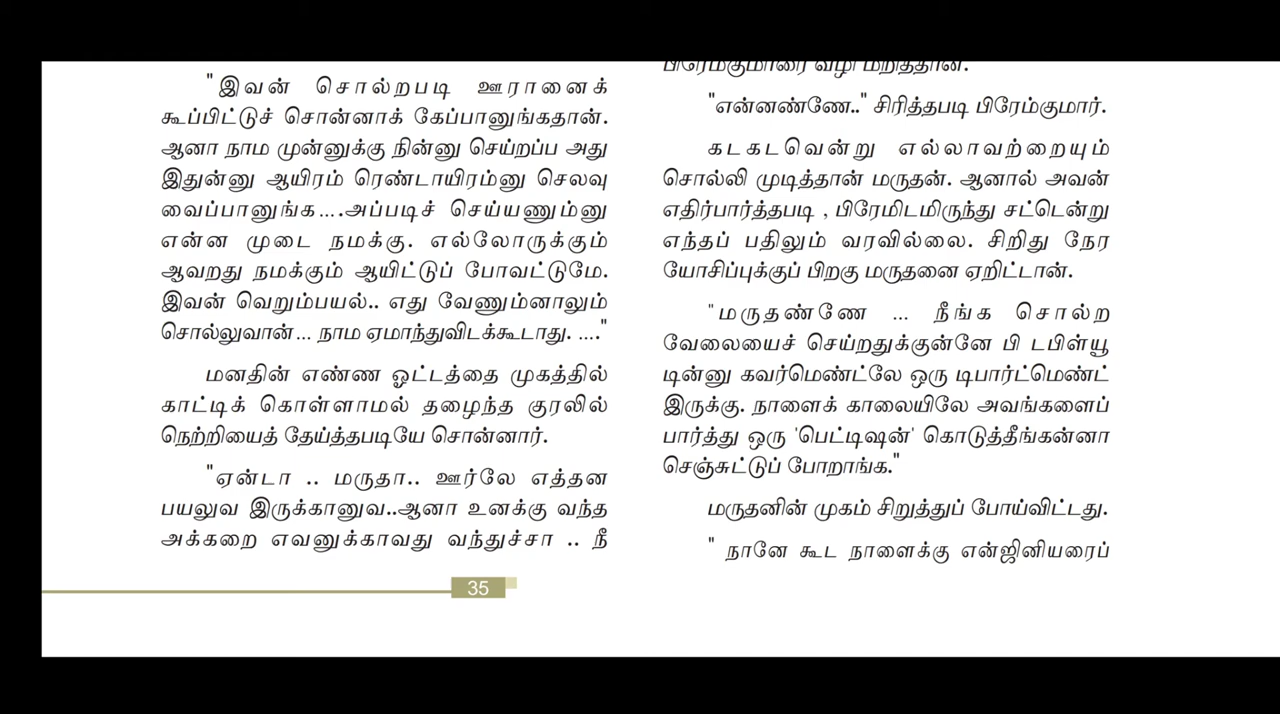 "இவன் சொல்றபடி ஊரானைக்
கூப்பிட்டுச் சொன்னாக் கேப்பானுங்கதான்.
ஆனா நாம முன்னுக்கு நின்னு செய்றப்ப அது
இதுன்னு ஆயிரம் ரெண்டாயிரம்னு செலவு
வைப்பானுங்க ....அப்படிச் செய்யணும்னு
என்ன முடை நமக்கு. எல்லோருக்கும்
ஆவறது நமக்கும் ஆயிட்டுப் போவட்டுமே.
இவன் வெறும்பயல்.. எது வேணும்னாலும்
சொல்லுவான் ... நாம ஏமாந்துவிடக்கூடாது. ...."
மனதின் எண்ண ஓட்டத்தை முகத்தில்
காட்டிக் கொள்ளாமல் தழைந்த குரலில்
நெற்றியைத் தேய்த்தபடியே சொன்னார்.
"ஏன்டா .. மருதா.. ஊர்லே எத்தன
பயலுவ இருக்கானுவ..ஆனா உனக்கு வந்த
அக்கறை எவனுக்காவது வந்துச்சா .. நீ
35
பிரேம்குமாரை வழி மறித்தான்.
"என்னண்ணே.." சிரித்தபடி பிரேம்குமார்.
கடகடவென்று எல்லாவற்றையும்
சொல்லி முடித்தான் மருதன். ஆனால் அவன்
எதிர்பார்த்தபடி , பிரேமிடமிருந்து சட்டென்று
எந்தப் பதிலும் வரவில்லை. சிறிது நேர
யோசிப்புக்குப் பிறகு மருதனை ஏறிட்டான்.
"மருதண்ணே ... நீங்க சொல்ற
வேலையைச் செய்றதுக்குன்னே பி டபிள்யூ
டின்னு கவர்மெண்ட்லே ஒரு டிபார்ட்மெண்ட்
இருக்கு. நாளைக் காலையிலே அவங்களைப்
பார்த்து ஒரு 'பெட்டிஷன்' கொடுத்தீங்கன்னா
செஞ்சுட்டுப் போறாங்க."
மருதனின் முகம் சிறுத்துப் போய்விட்டது.
" நானே கூட நாளைக்கு என்ஜினியரைப்